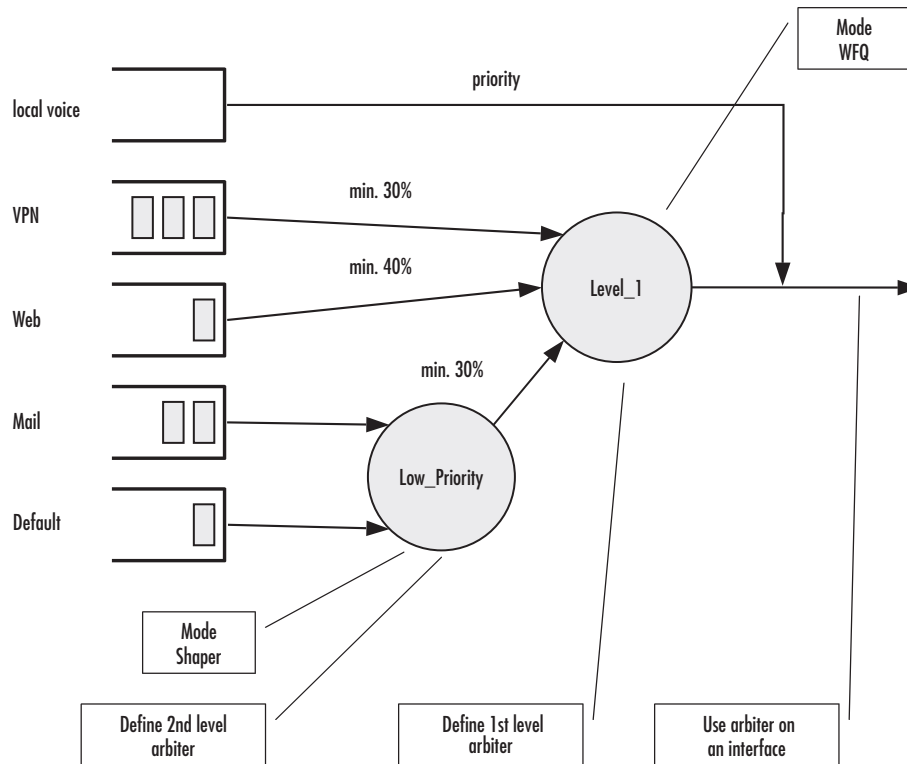 Mode
WFQ
priority
local voice
min. 30%
VPN
min. 40%
Level_1
Web
min. 30%
Mail
Low_Priority
Default
Mode
Shaper
Define 2nd level
arbiter
Define 1st level
arbiter
Use arbiter on
an interface